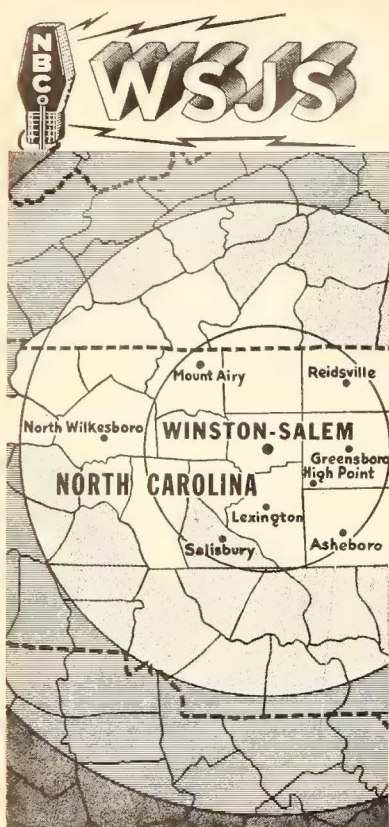 NBC
WSJS
Mount Airy
Reidsville
North Wilkesboro
WINSTON-SALEM
Greensboro
High Point
NORTH CAROLINA
Lexington
Salisbury
Asheboro